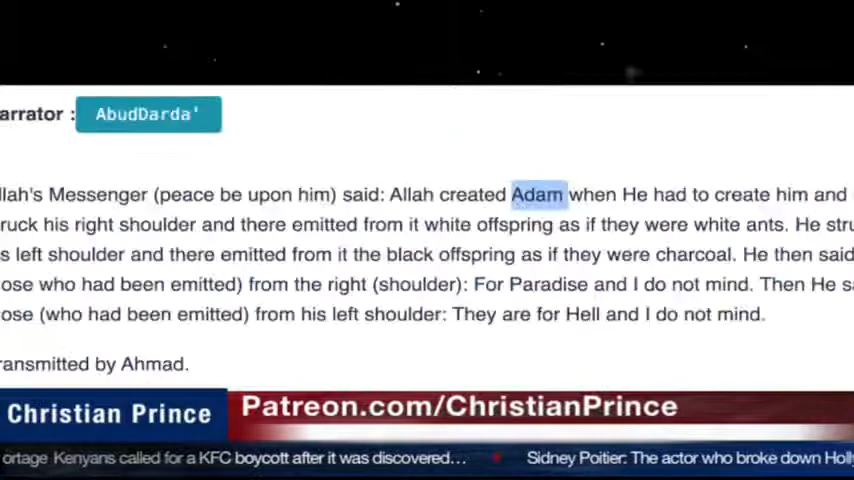 arrator : AbudDarda'
llah's Messenger (peace be upon him) said: Allah created Adam when He had to create him and
ruck his right shoulder and there emitted from it white offspring as if they were white ants. He stru
s left shoulder and there emitted from it the black offspring as if they were charcoal. He then said
ose who had been emitted) from the right (shoulder): For Paradise and I do not mind. Then He sa
ose (who had been emitted) from his left shoulder: They are for Hell and I do not mind.
ransmitted by Ahmad.
Christian Prince
Patreon.com/ChristianPrince
ortage Kenyans called for a KFC boycott after it was discovered... • Sidney Poitier: The actor who broke down Holly